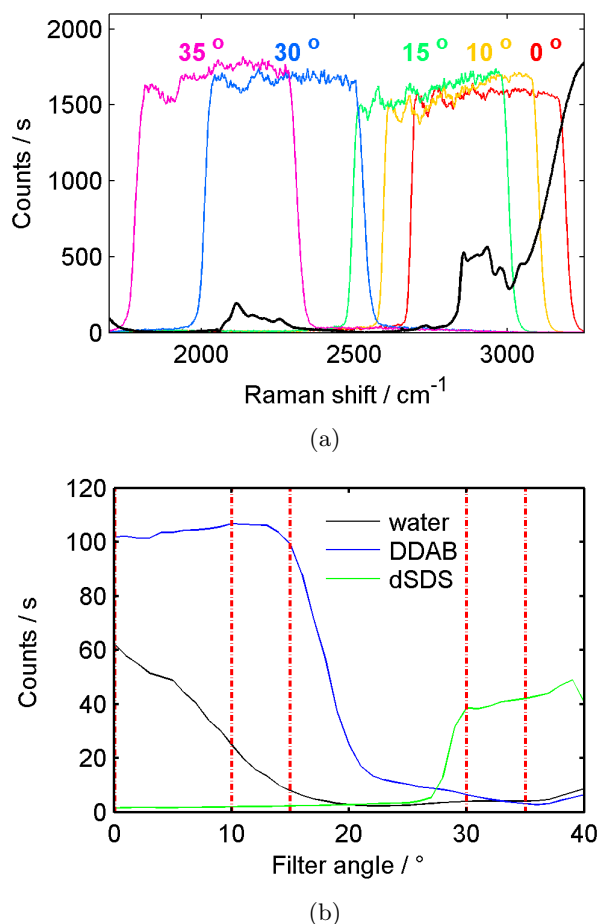 2000
1500
1000
500
0
Counts / s
35 ° 30 ° 15 ° 10 ° 0 °
2000 2500 3000
Raman shift / cm⁻¹
(a)
120
100
80
60
40
20
0
Counts / s
water
DDAB
dSDS
0 10 20 30 40
Filter angle / °
(b)